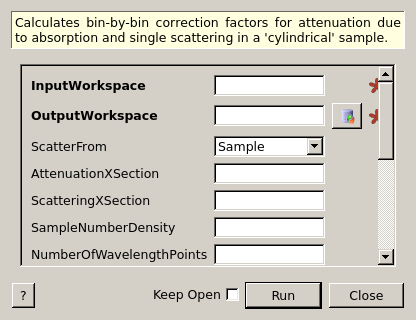 Calculates bin-by-bin correction factors for attenuation due
to absorption and single scattering in a 'cylindrical' sample.
InputWorkspace
OutputWorkspace
ScatterFrom Sample
AttenuationXSection
ScatteringXSection
SampleNumberDensity
NumberOfWavelengthPoints
? Keep Open Run Close